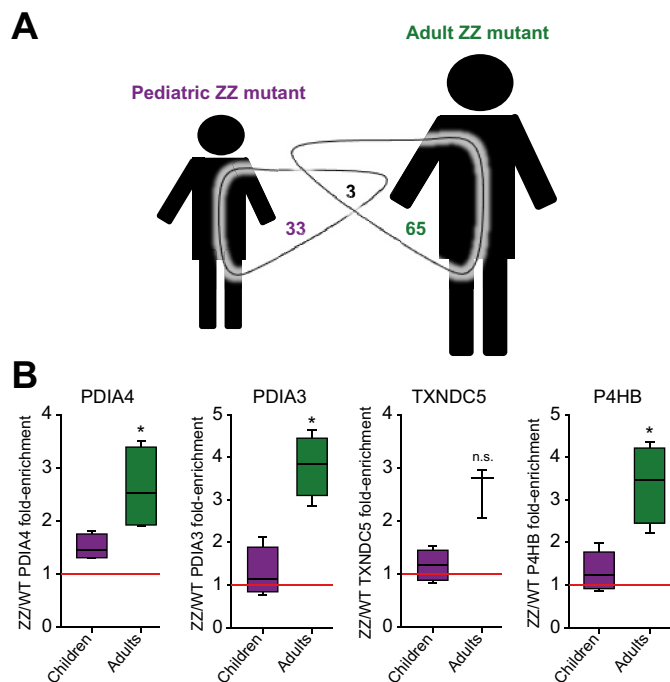 A
Adult ZZ mutant
Pediatric ZZ mutant
3
33
65
B
PDIA4
ZZ/WT PDIA4 fold-enrichment
4
3
2
1
0
*
Children
Adults
PDIA3
ZZ/WT PDIA3 fold-enrichment
5
4
3
2
1
0
*
Children
Adults
TXNDC5
ZZ/WT TXNDC5 fold-enrichment
4
3
2
1
0
n.s.
Children
Adults
P4HB
ZZ/WT P4HB fold-enrichment
5
4
3
2
1
0
*
Children
Adults